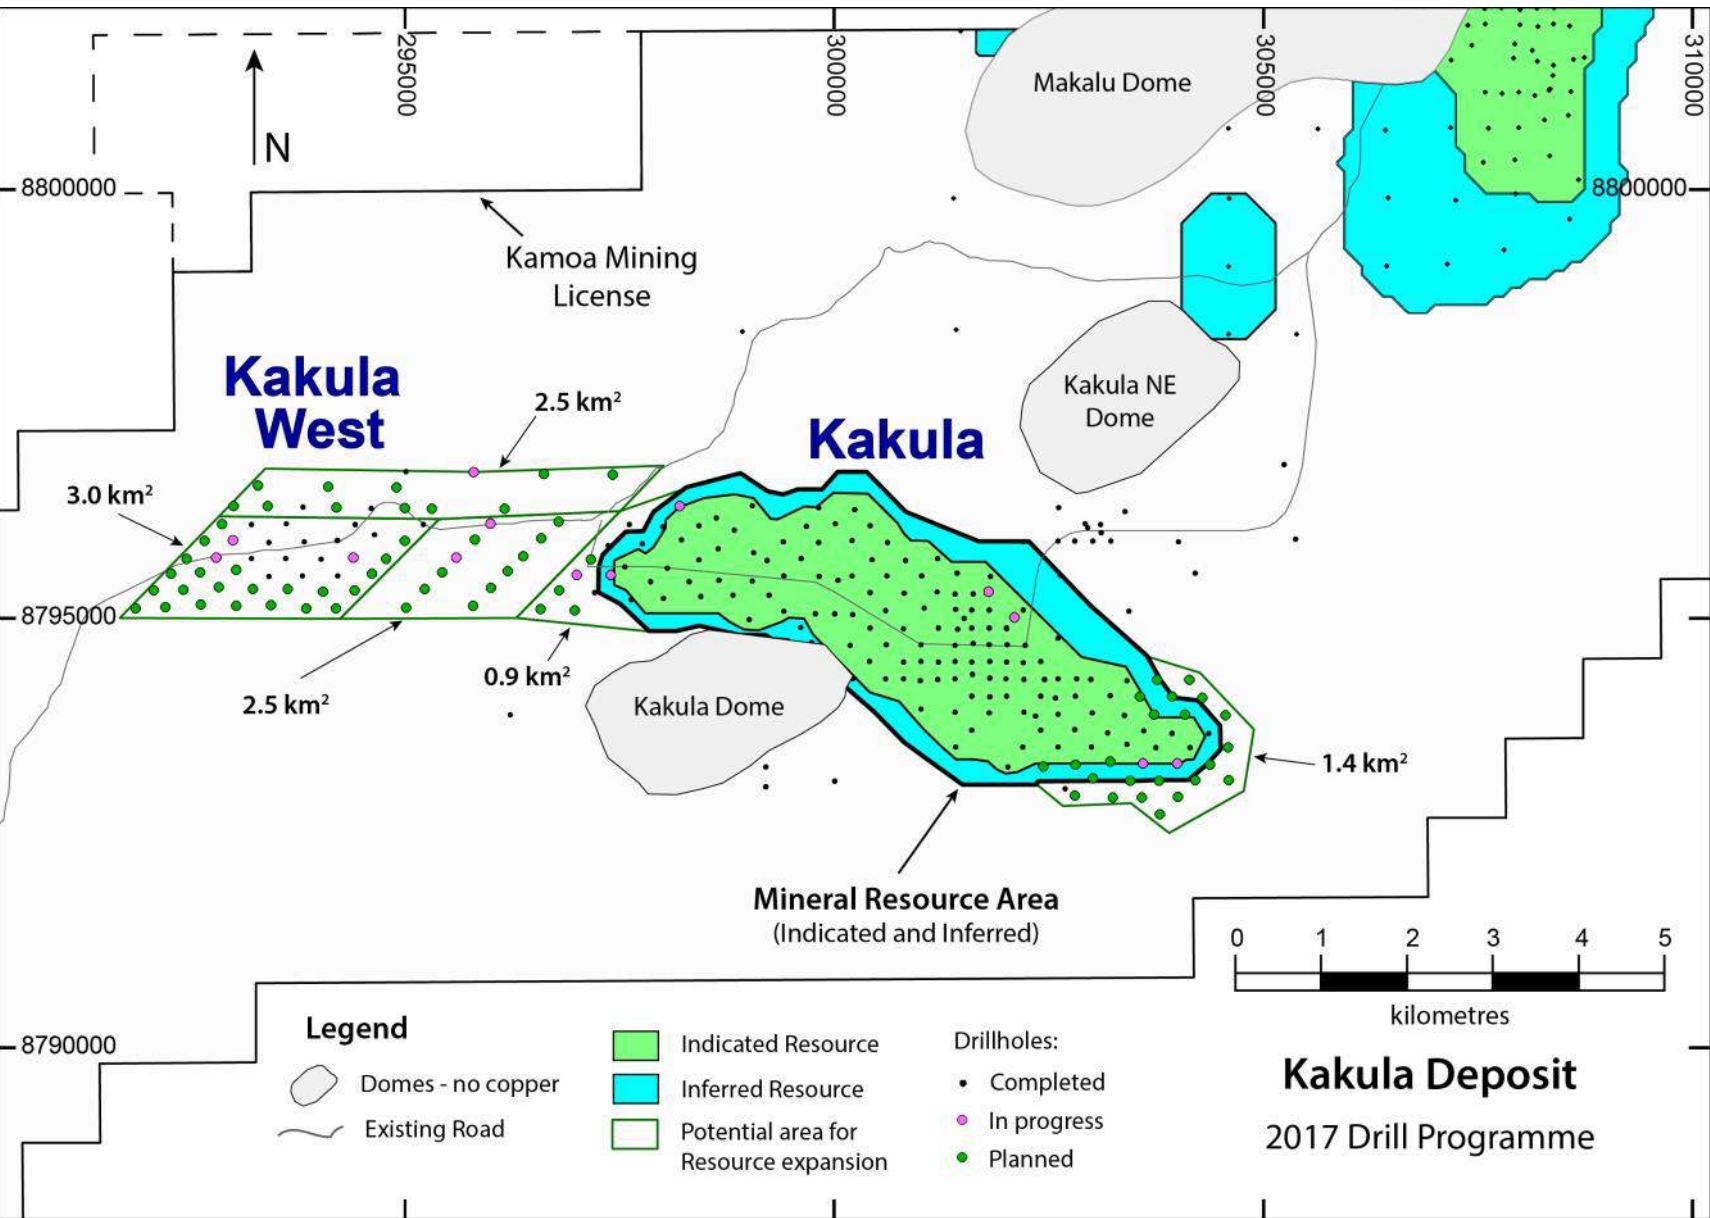 295000
300000
305000
310000
Makalu Dome
N
8800000
8800000
Kamoa Mining
License
Kakula
West
2.5 km²
Kakula NE
Dome
Kakula
3.0 km²
8795000
0.9 km²
2.5 km²
Kakula Dome
1.4 km²
Mineral Resource Area
(Indicated and Inferred)
0 1 2 3 4 5
kilometres
8790000
Legend
Domes - no copper
Existing Road
Indicated Resource
Inferred Resource
Potential area for
Resource expansion
Drillholes:
Completed
In progress
Planned
Kakula Deposit
2017 Drill Programme